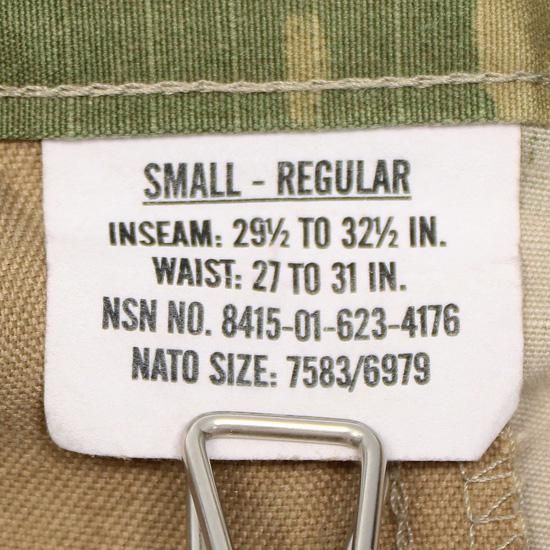 SMALL - REGULAR
INSEAM: 29½ TO 32½ IN.
WAIST: 27 TO 31 IN.
NSN NO. 8415-01-623-4176
NATO SIZE: 7583/6979